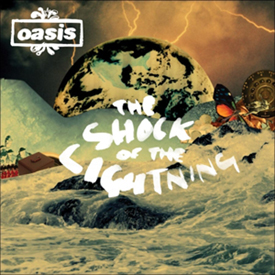 oasis
THE
SHOCK
OF THE
LIGHTNING